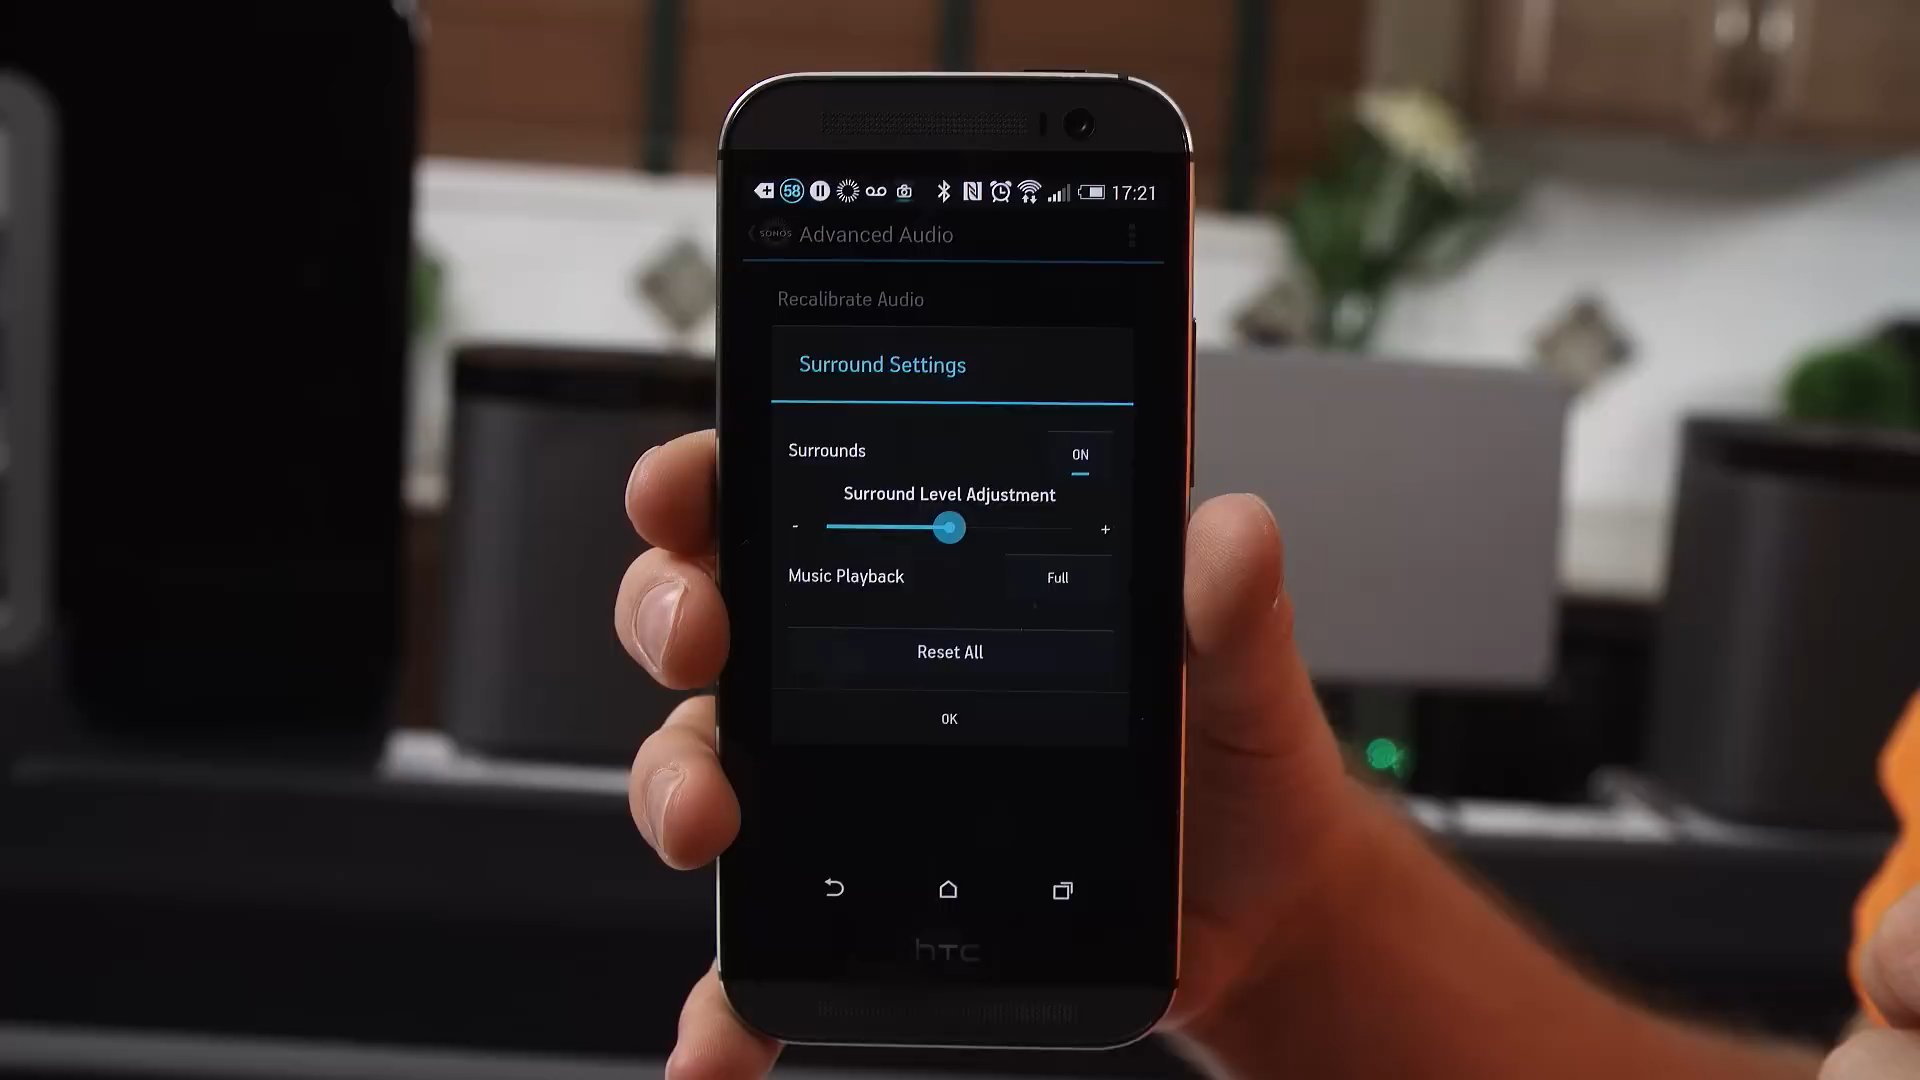 58 17:21
SONOS Advanced Audio
Recalibrate Audio
Surround Settings
Surrounds ON
Surround Level Adjustment
- +
Music Playback Full
Reset All
OK
hTC